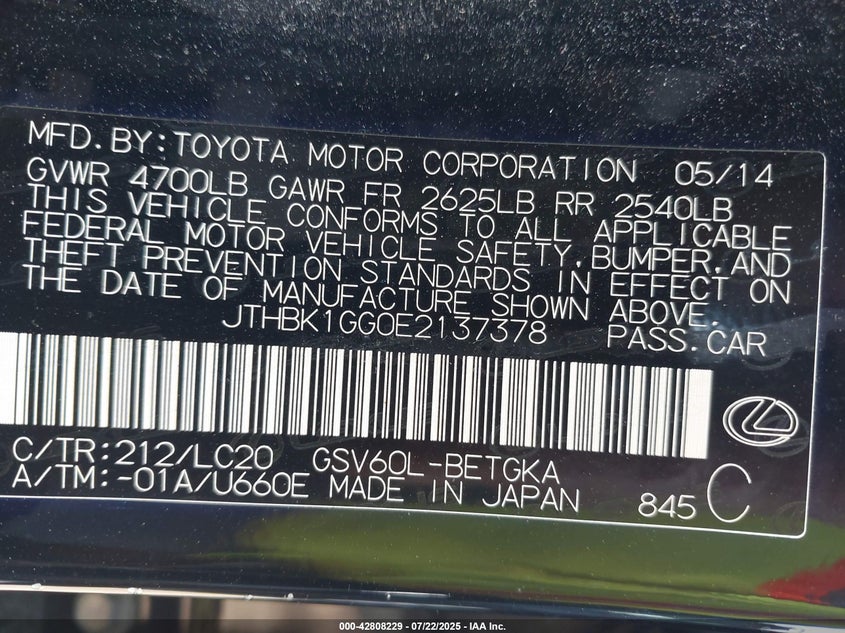 MFD. BY: TOYOTA MOTOR CORPORATION 05/14
GVWR 4700LB GAWR FR 2625LB RR 2540LB
THIS VEHICLE CONFORMS TO ALL APPLICABLE
FEDERAL MOTOR VEHICLE SAFETY, BUMPER, AND
THEFT PREVENTION STANDARDS IN EFFECT ON
THE DATE OF MANUFACTURE SHOWN ABOVE.
JTHBK1GG0E2137378 PASS. CAR
C/TR:212/LC20 GSV60L-BETGKA
A/TM:-01A/U660E MADE IN JAPAN 845 C
000-42808229 - 07/22/2025 - IAA Inc.